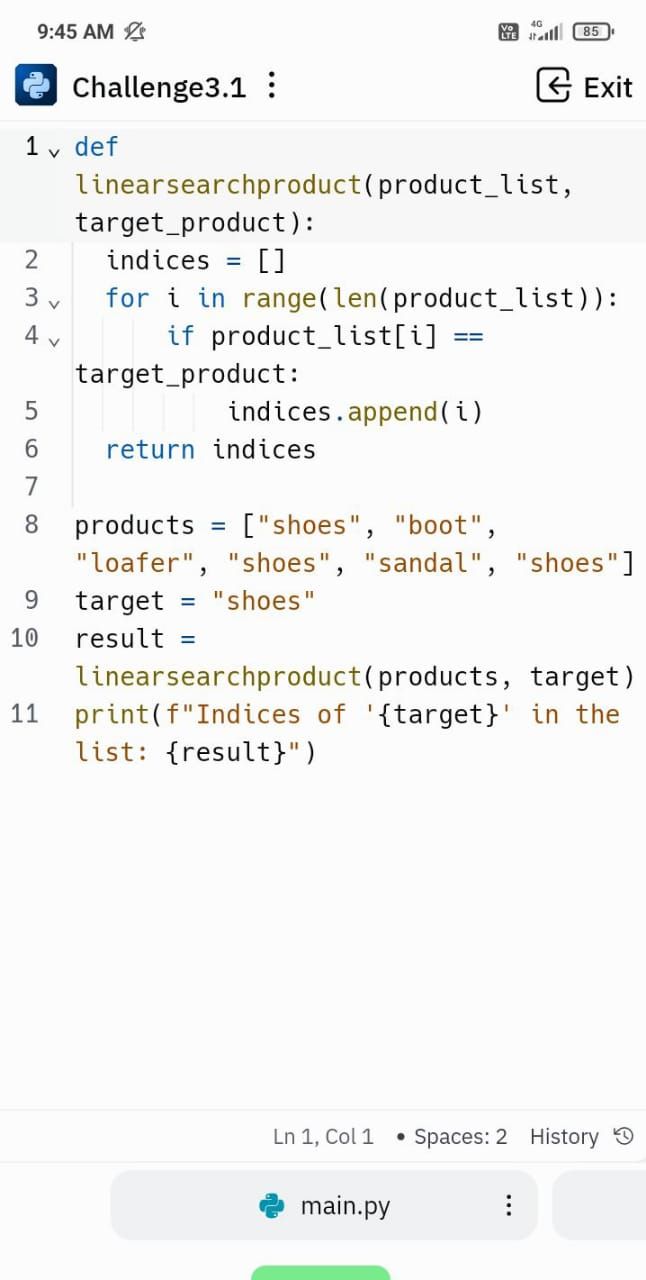 9:45 AM
Vo LTE 4G 85
Challenge3.1
Exit
1 def
linearsearchproduct(product_list,
target_product):
2   indices = []
3   for i in range(len(product_list)):
4       if product_list[i] ==
target_product:
5           indices.append(i)
6   return indices
7
8 products = ["shoes", "boot",
"loafer", "shoes", "sandal", "shoes"]
9 target = "shoes"
10 result =
linearsearchproduct(products, target)
11 print(f"Indices of '{target}' in the
list: {result}")
Ln 1, Col 1 • Spaces: 2 History
main.py